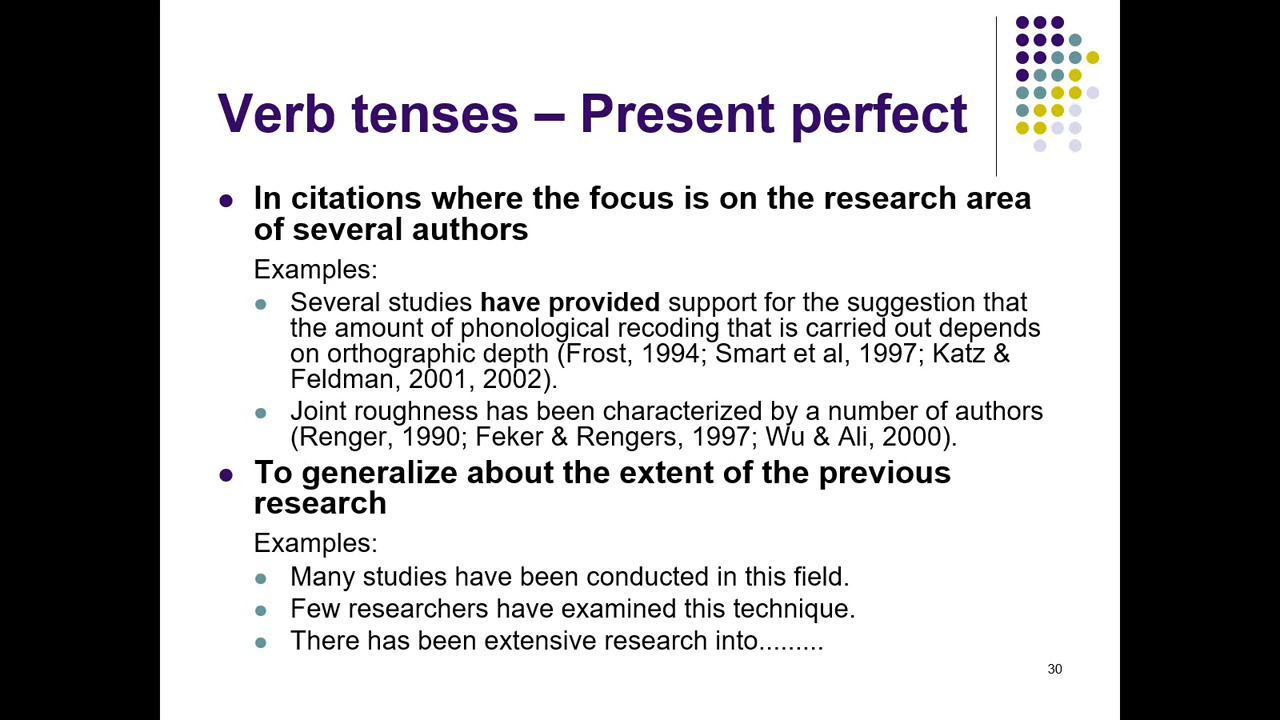 Verb tenses – Present perfect
In citations where the focus is on the research area
of several authors
Examples:
Several studies have provided support for the suggestion that
the amount of phonological recoding that is carried out depends
on orthographic depth (Frost, 1994; Smart et al, 1997; Katz &
Feldman, 2001, 2002).
Joint roughness has been characterized by a number of authors
(Renger, 1990; Feker & Rengers, 1997; Wu & Ali, 2000).
To generalize about the extent of the previous
research
Examples:
Many studies have been conducted in this field.
Few researchers have examined this technique.
There has been extensive research into.........
30